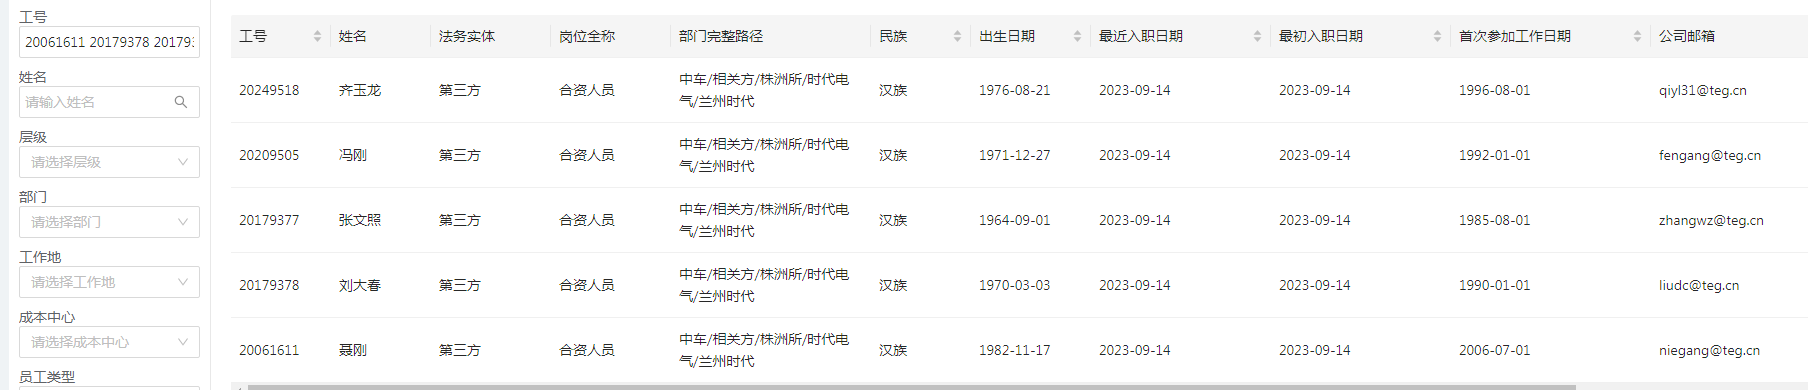 工号
20061611 20179378 20179
姓名
请输入姓名
层级
请选择层级
部门
请选择部门
工作地
请选择工作地
成本中心
请选择成本中心
员工类型
工号 姓名 法务实体 岗位全称 部门完整路径 民族 出生日期 最近入职日期 最初入职日期 首次参加工作日期 公司邮箱
20249518 齐玉龙 第三方 合资人员 中车/相关方/株洲所/时代电 汉族 1976-08-21 2023-09-14 2023-09-14 1996-08-01 qiyl31@teg.cn
气/兰州时代
20209505 冯刚 第三方 合资人员 中车/相关方/株洲所/时代电 汉族 1971-12-27 2023-09-14 2023-09-14 1992-01-01 fengang@teg.cn
气/兰州时代
20179377 张文照 第三方 合资人员 中车/相关方/株洲所/时代电 汉族 1964-09-01 2023-09-14 2023-09-14 1985-08-01 zhangwz@teg.cn
气/兰州时代
20179378 刘大春 第三方 合资人员 中车/相关方/株洲所/时代电 汉族 1970-03-03 2023-09-14 2023-09-14 1990-01-01 liudc@teg.cn
气/兰州时代
20061611 聂刚 第三方 合资人员 中车/相关方/株洲所/时代电 汉族 1982-11-17 2023-09-14 2023-09-14 2006-07-01 niegang@teg.cn
气/兰州时代